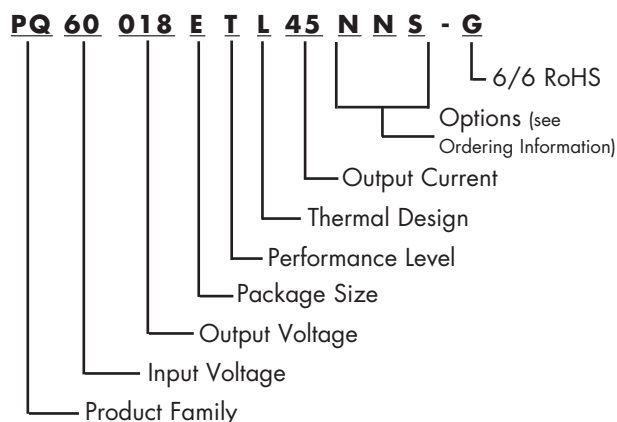 PQ 60 018 E T L 45 N N S - G
6/6 RoHS
Options (see
Ordering Information)
Output Current
Thermal Design
Performance Level
Package Size
Output Voltage
Input Voltage
Product Family